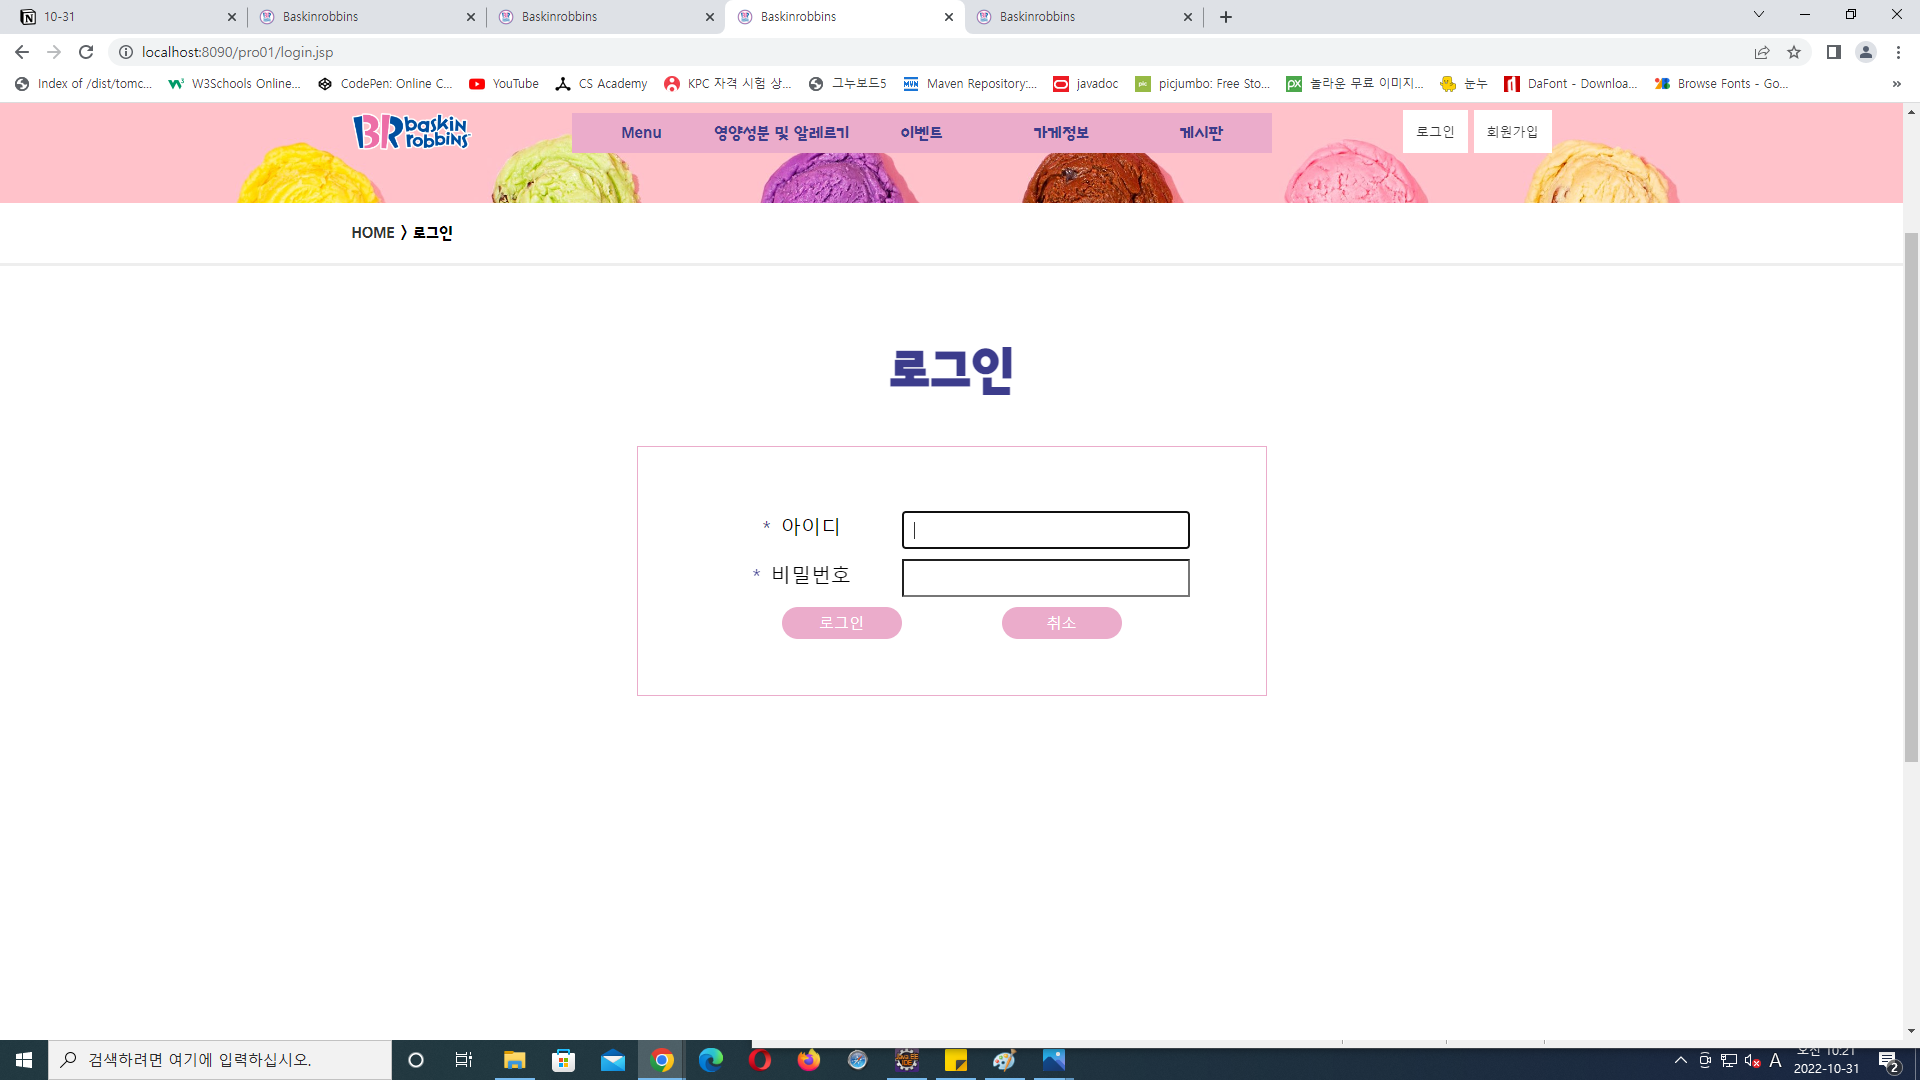 10-31
Baskinrobbins
Baskinrobbins
Baskinrobbins
Baskinrobbins
localhost:8090/pro01/login.jsp
Index of /dist/tomc...
W3Schools Online...
CodePen: Online C...
YouTube
CS Academy
KPC 자격 시험 상...
그누보드5
Maven Repository:...
javadoc
picjumbo: Free Sto...
놀라운 무료 이미지...
눈누
DaFont - Downloa...
Browse Fonts - Go...
»
BR baskin
robbins
Menu
영양성분 및 알레르기
이벤트
가게정보
게시판
로그인
회원가입
HOME > 로그인
로그인
* 아이디
* 비밀번호
로그인
취소
검색하려면 여기에 입력하십시오.
A
오전 10:21
2022-10-31
2